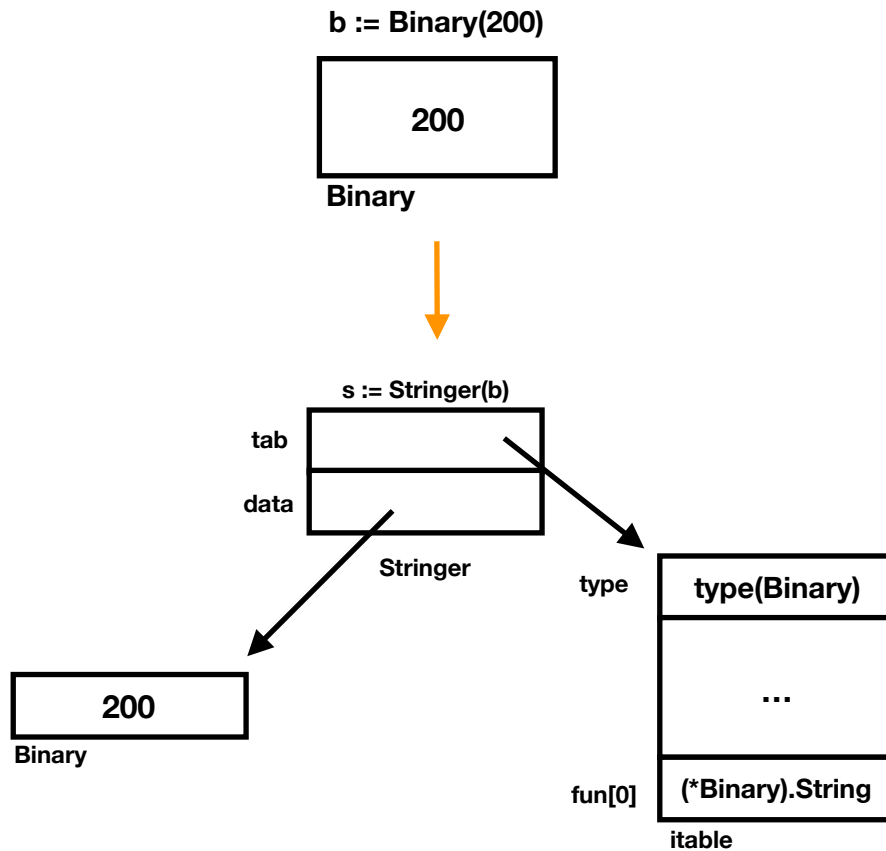 b := Binary(200)
200
Binary
s := Stringer(b)
tab
data
Stringer
type
type(Binary)
200
...
Binary
fun[0]
(*Binary).String
itable